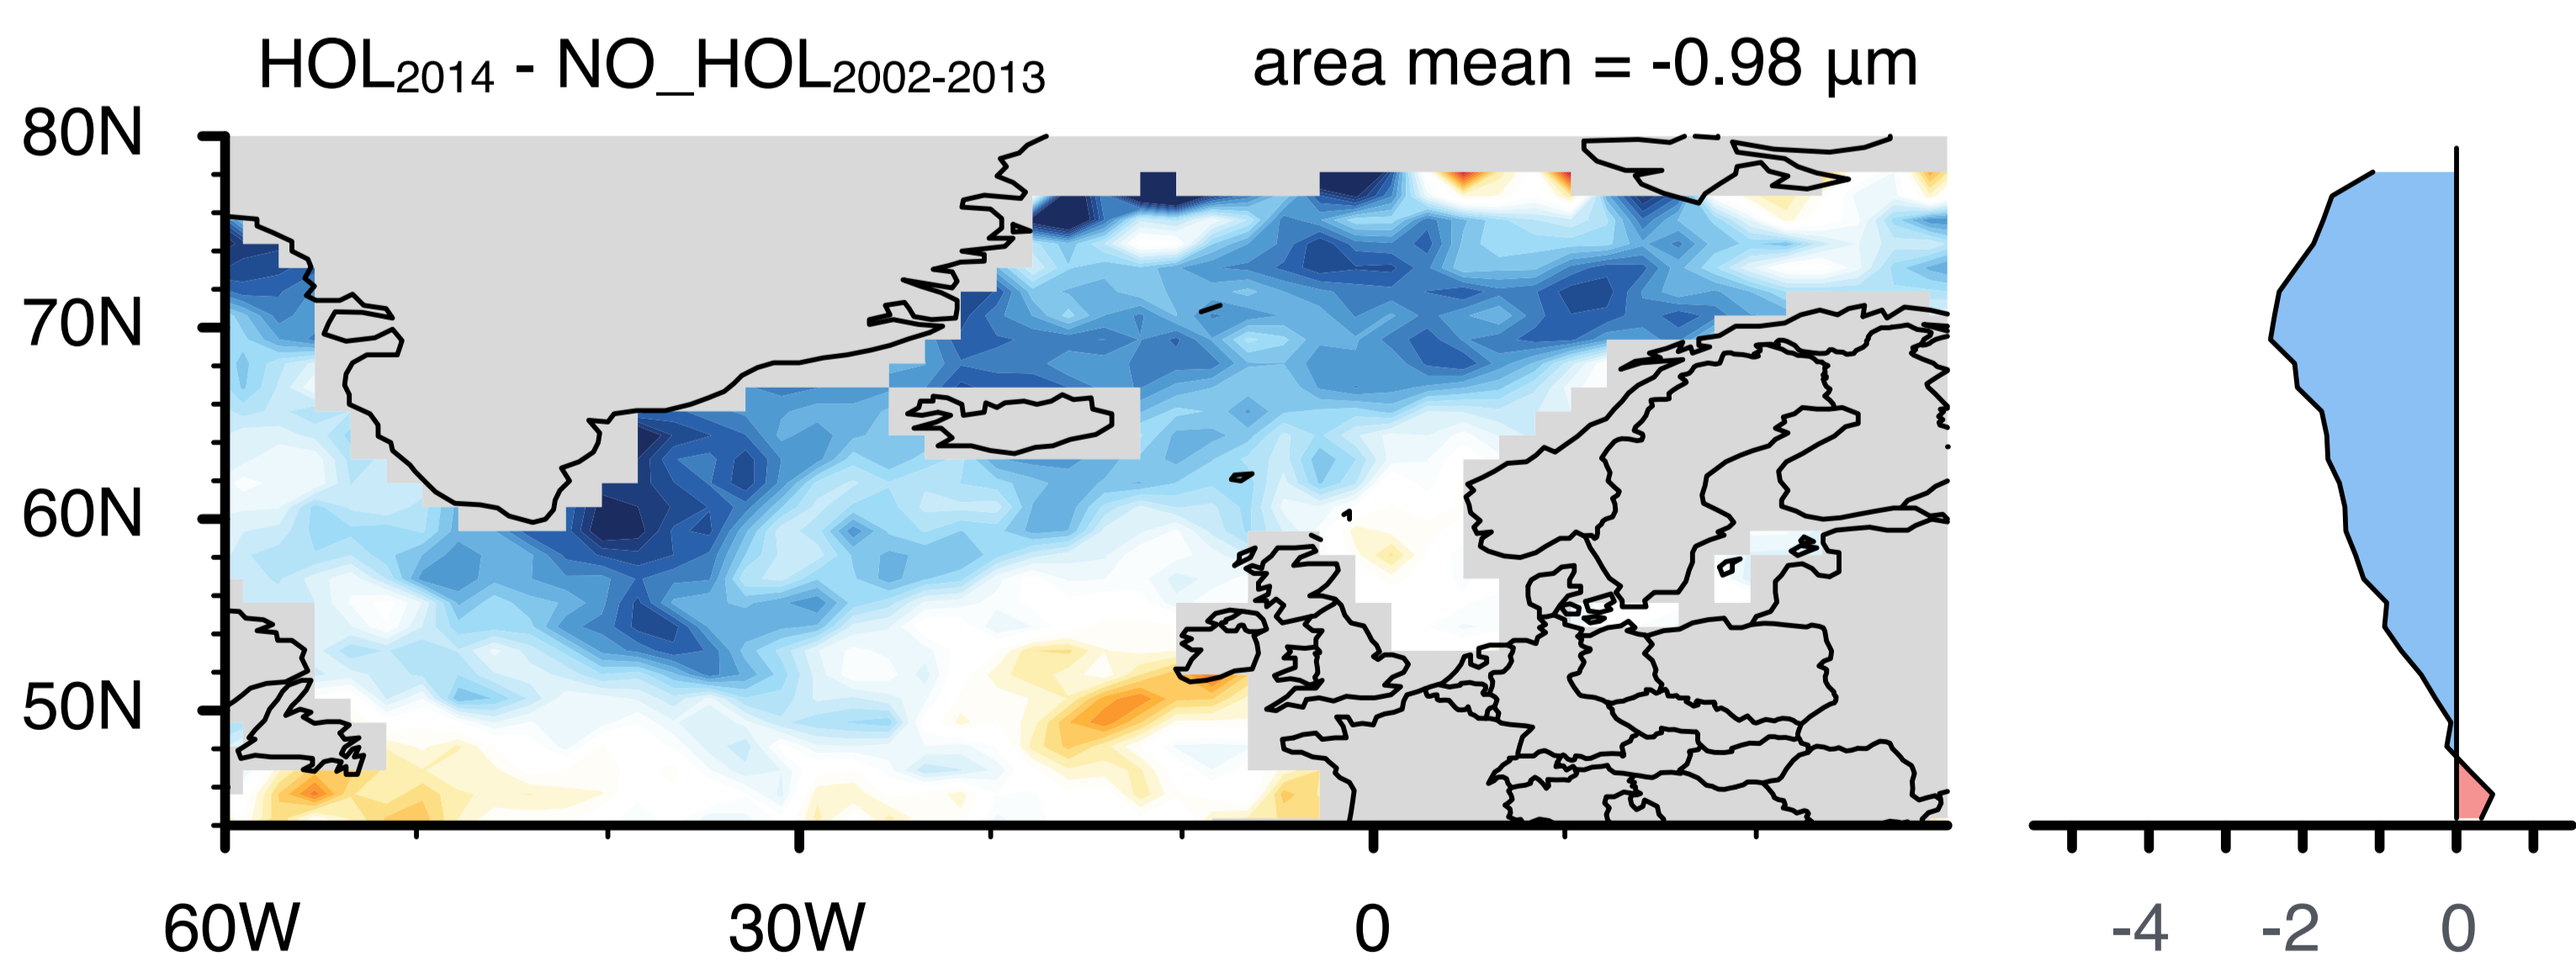 HOL2014 - NO_HOL2002-2013 area mean = -0.98 µm
80N
70N
60N
50N
60W 30W 0 -4 -2 0